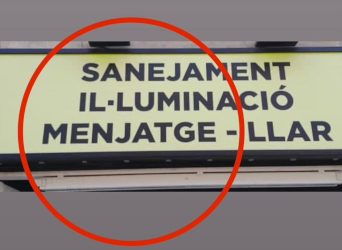 SANEJAMENT
IL·LUMINACIÓ
MENJATGE - LLAR